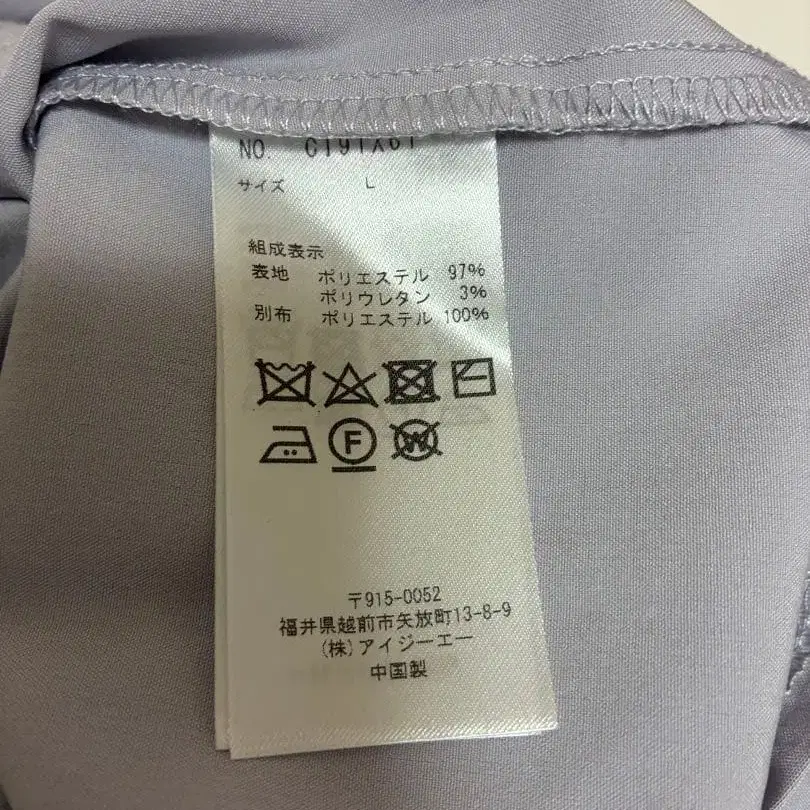 NO.
サイズ L
組成表示
表地 ポリエステル 97%
ポリウレタン 3%
別布 ポリエステル 100%
F W
〒915-0052
福井県越前市矢放町13-8-9
(株)アイジーエー
中国製